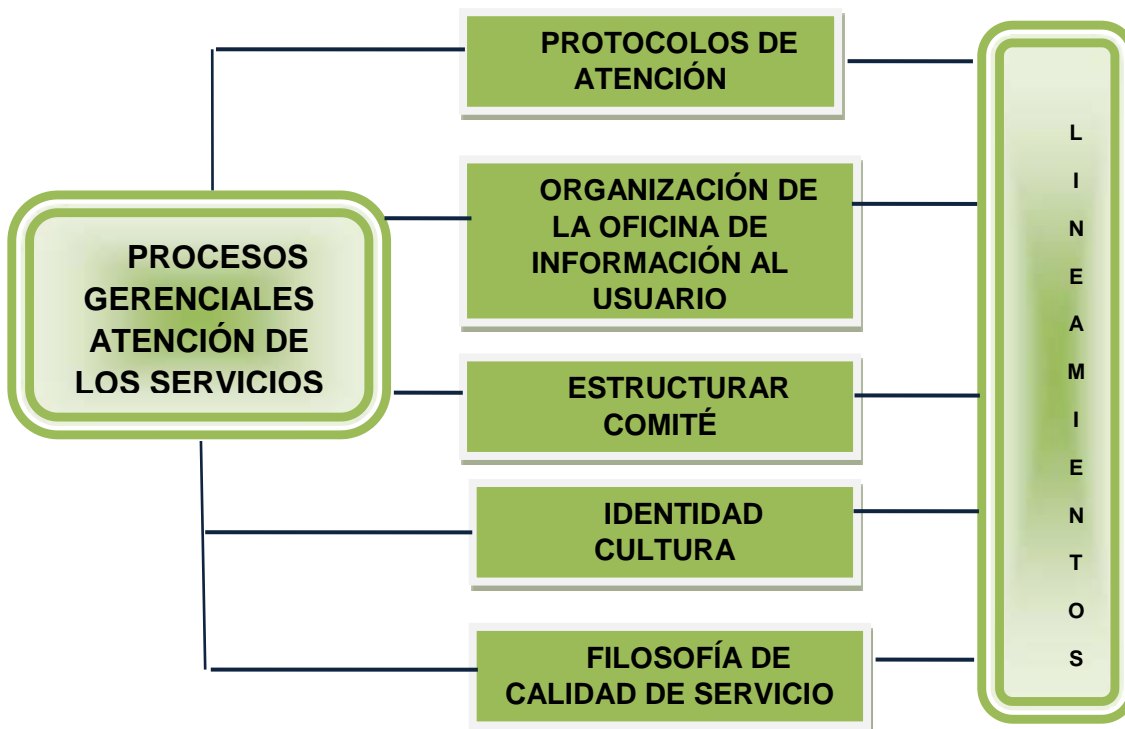 PROCESOS
GERENCIALES
ATENCIÓN DE
LOS SERVICIOS
PROTOCOLOS DE
ATENCIÓN
ORGANIZACIÓN DE
LA OFICINA DE
INFORMACIÓN AL
USUARIO
ESTRUCTURAR
COMITÉ
IDENTIDAD
CULTURA
FILOSOFÍA DE
CALIDAD DE SERVICIO
L
I
N
E
A
M
I
E
N
T
O
S